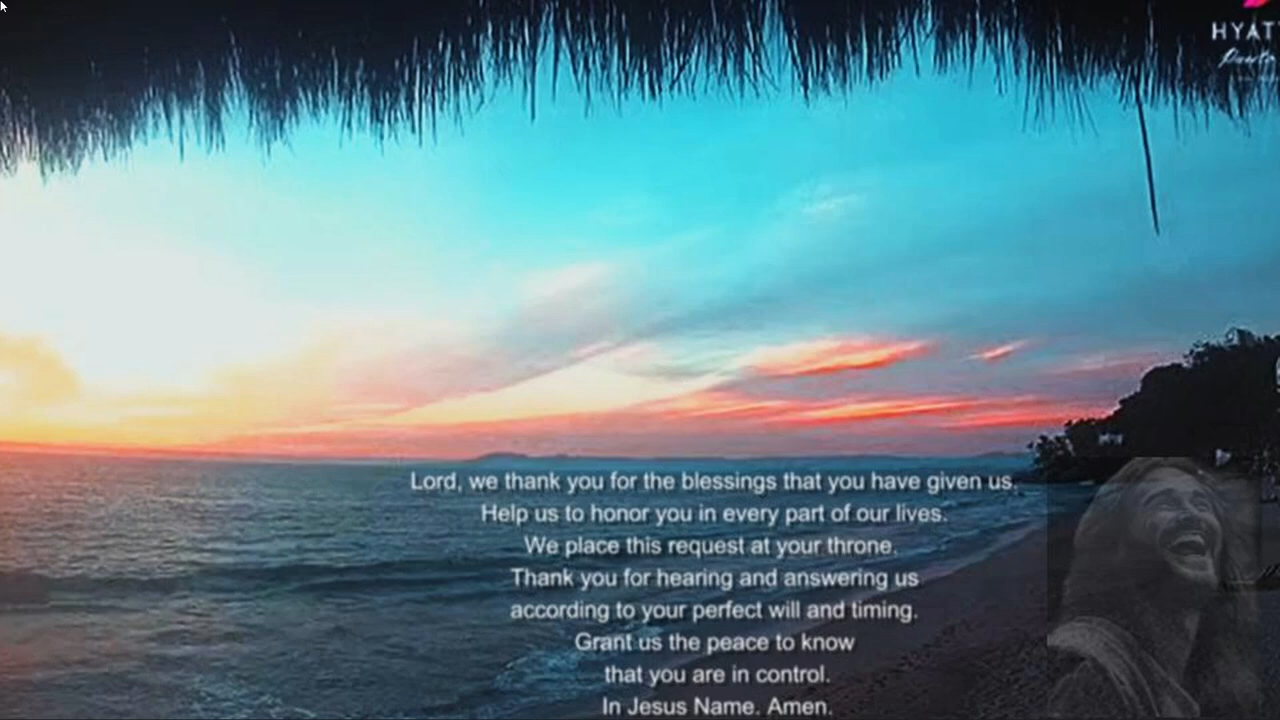 HYAT
Lord, we thank you for the blessings that you have given us.
Help us to honor you in every part of our lives.
We place this request at your throne.
Thank you for hearing and answering us
according to your perfect will and timing.
Grant us the peace to know
that you are in control.
In Jesus Name. Amen.